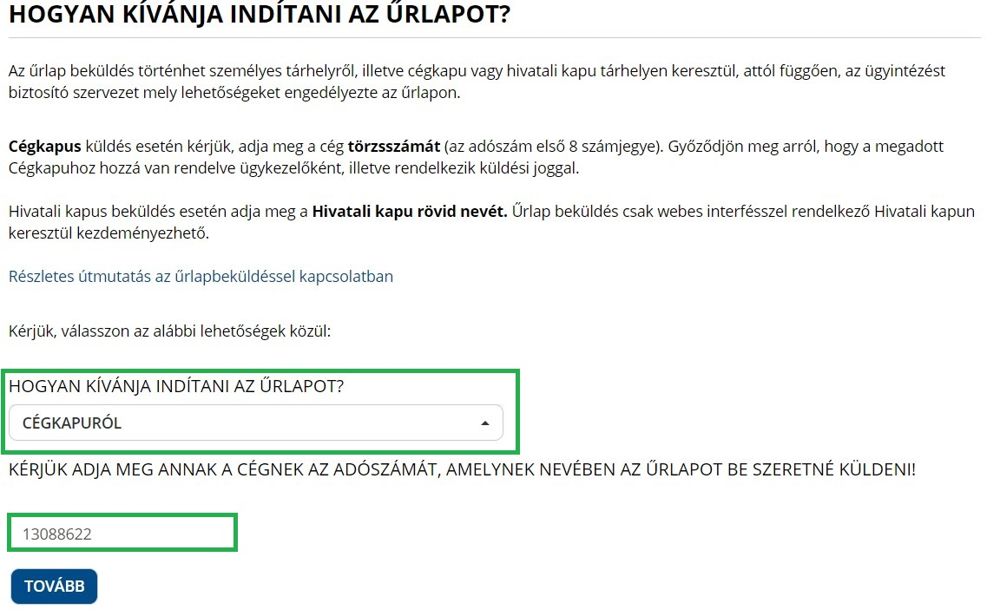 HOGYAN KÍVÁNJA INDÍTANI AZ ŰRLAPOT?
Az űrlap beküldés történhet személyes tárhelyről, illetve cégkapu vagy hivatali kapu tárhelyen keresztül, attól függően, az ügyintézést
biztosító szervezet mely lehetőségeket engedélyezte az űrlapon.
Cégkapus küldés esetén kérjük, adja meg a cég törzsszámát (az adószám első 8 számjegye). Győződjön meg arról, hogy a megadott
Cégkapuhoz hozzá van rendelve ügykezelőként, illetve rendelkezik küldési joggal.
Hivatali kapus beküldés esetén adja meg a Hivatali kapu rövid nevét. Űrlap beküldés csak webes interfésszel rendelkező Hivatali kapun
keresztül kezdeményezhető.
Részletes útmutatás az űrlapbeküldéssel kapcsolatban
Kérjük, válasszon az alábbi lehetőségek közül:
HOGYAN KÍVÁNJA INDÍTANI AZ ŰRLAPOT?
CÉGKAPURÓL
KÉRJÜK ADJA MEG ANNAK A CÉGNEK AZ ADÓSZÁMÁT, AMELYNEK NEVÉBEN AZ ŰRLAPOT BE SZERETNÉ KÜLDENI!
13088622
TOVÁBB